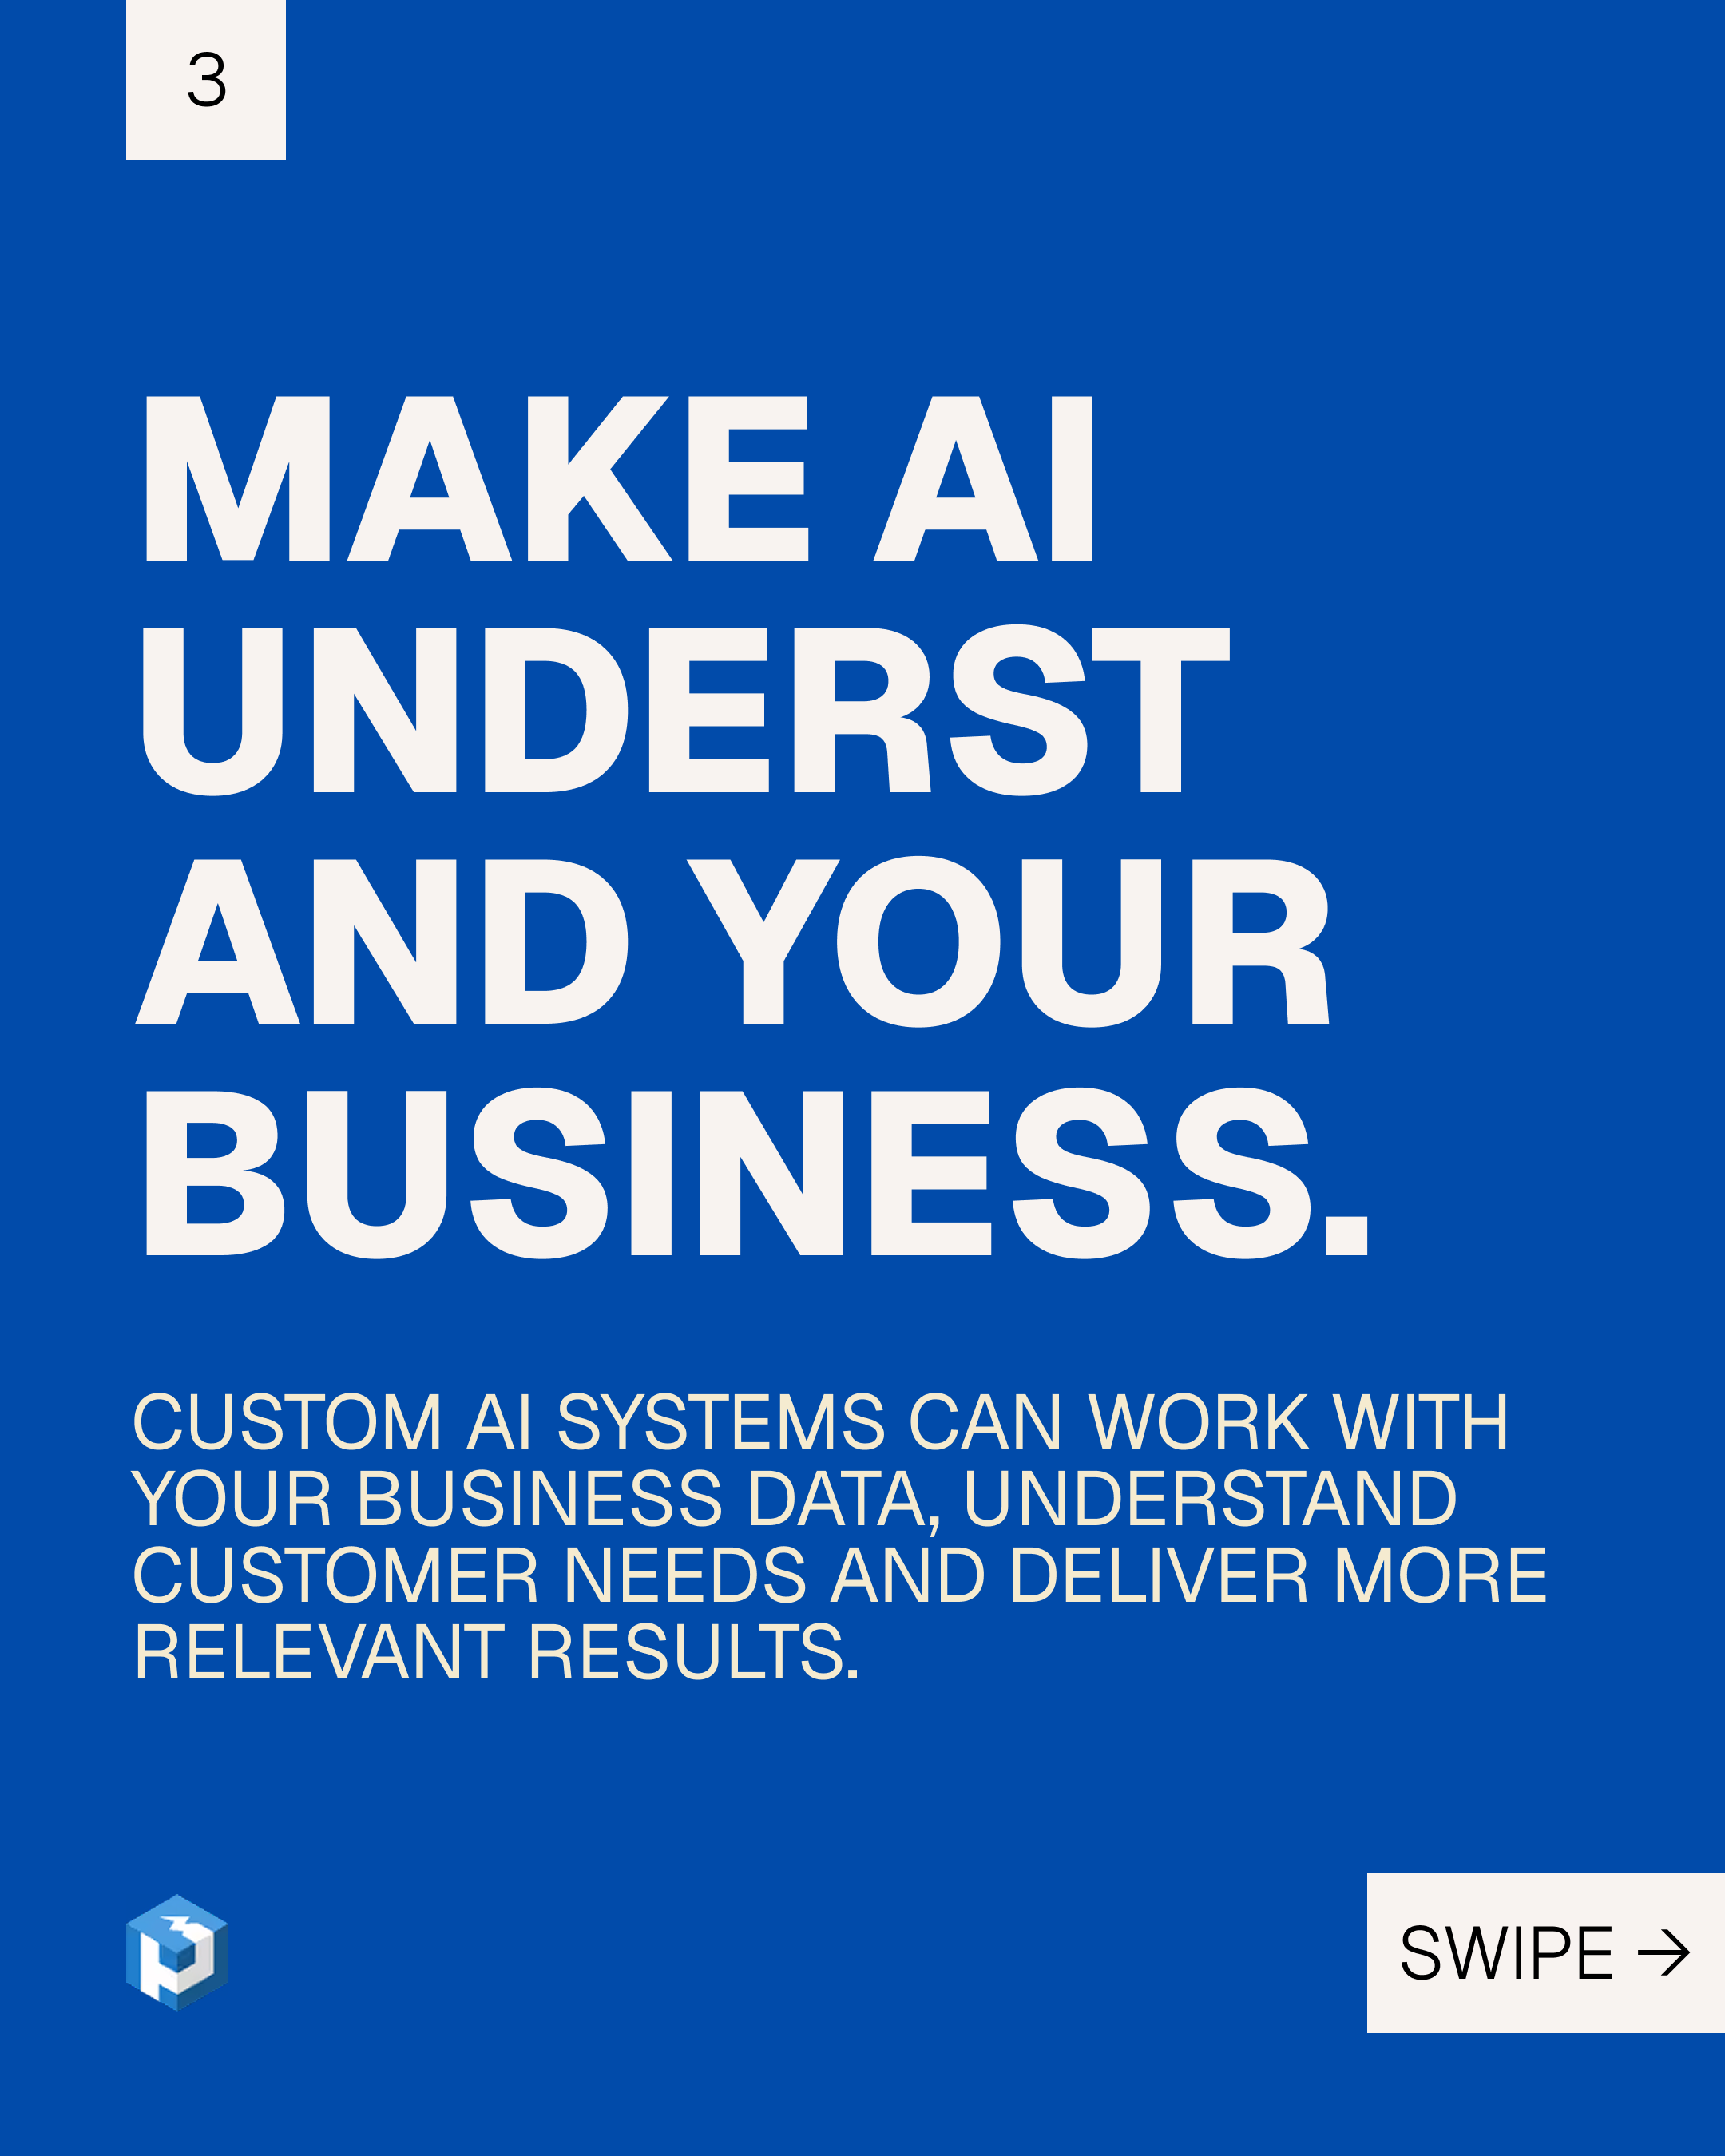 3
MAKE AI
UNDERST
AND YOUR
BUSINESS.
CUSTOM AI SYSTEMS CAN WORK WITH
YOUR BUSINESS DATA, UNDERSTAND
CUSTOMER NEEDS AND DELIVER MORE
RELEVANT RESULTS.
SWIPE →